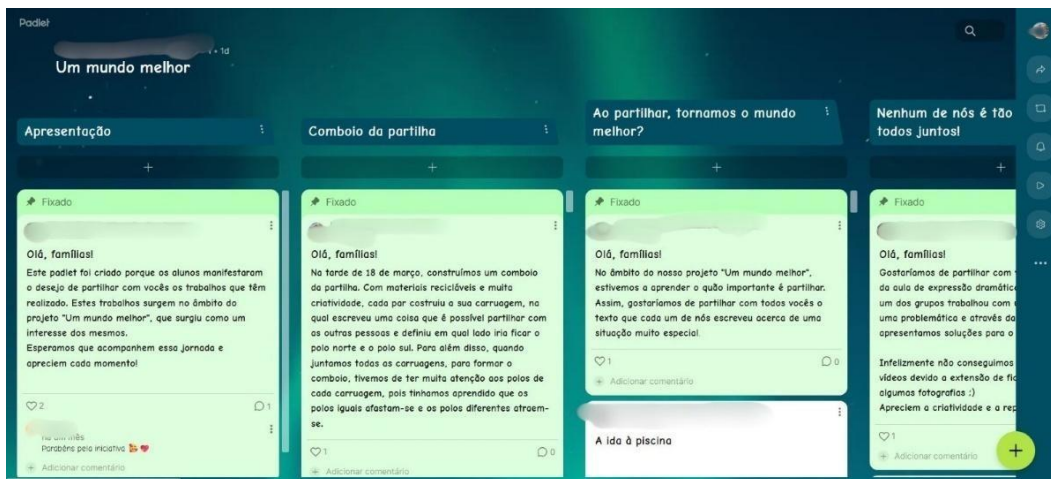 Padlet
• 1d
Um mundo melhor
Apresentação
Fixado
Olá, famílias!
Este padlet foi criado porque os alunos manifestaram
o desejo de partilhar com vocês os trabalhos que têm
realizado. Estes trabalhos surgem no âmbito do
projeto "Um mundo melhor", que surgiu como um
interesse dos mesmos.
Esperamos que acompanhem essa jornada e
apreciem cada momento!
2
1
há um mês
Parabéns pela iniciativa 🥰 💖
Adicionar comentário
Comboio da partilha
Fixado
Olá, famílias!
Na tarde de 18 de março, construímos um comboio
da partilha. Com materiais recicláveis e muita
criatividade, cada par costruiu a sua carruagem, na
qual escreveu uma coisa que é possível partilhar com
as outras pessoas e definiu em qual lado iria ficar o
polo norte e o polo sul. Para além disso, quando
juntamos todas as carruagens, para formar o
comboio, tivemos de ter muita atenção aos polos de
cada carruagem, pois tínhamos aprendido que os
polos iguais afastam-se e os polos diferentes atroem-
se.
1
0
Adicionar comentário
Ao partilhar, tornamos o mundo
melhor?
Fixado
Olá, famílias!
No âmbito do nosso projeto "Um mundo melhor",
estivemos a aprender o quão importante é partilhar.
Assim, gostaríamos de partilhar com todos vocês o
texto que cada um de nós escreveu acerca de uma
situação muito especial.
1
0
Adicionar comentário
A ida à piscina
Nenhum de nós é tão
todos juntos!
Fixado
Olá, famílias!
Gostaríamos de partilhar com
da aula de expressão dramátic
um dos grupos trabalhou com
uma problemática e através da
apresentamos soluções para o
Infelizmente não conseguimos
vídeos devido a extensão de fic
algumas fotografias :)
Apreciem a criatividade e a rep
1
Adicionar comentário